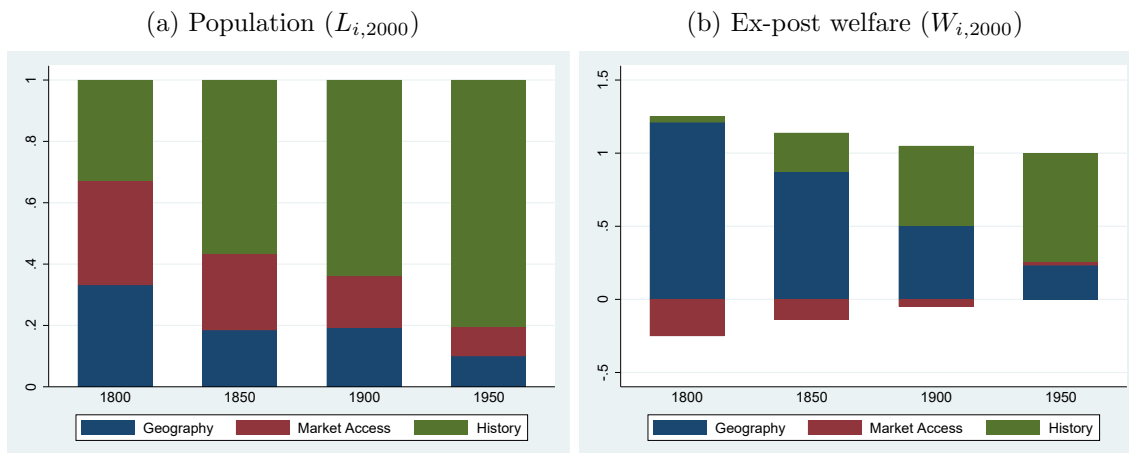 (a) Population (L_{i,2000})
1
.8
.6
.4
.2
0
1800 1850 1900 1950
Geography Market Access History
(b) Ex-post welfare (W_{i,2000})
1.5
1
.5
0
-.5
1800 1850 1900 1950
Geography Market Access History